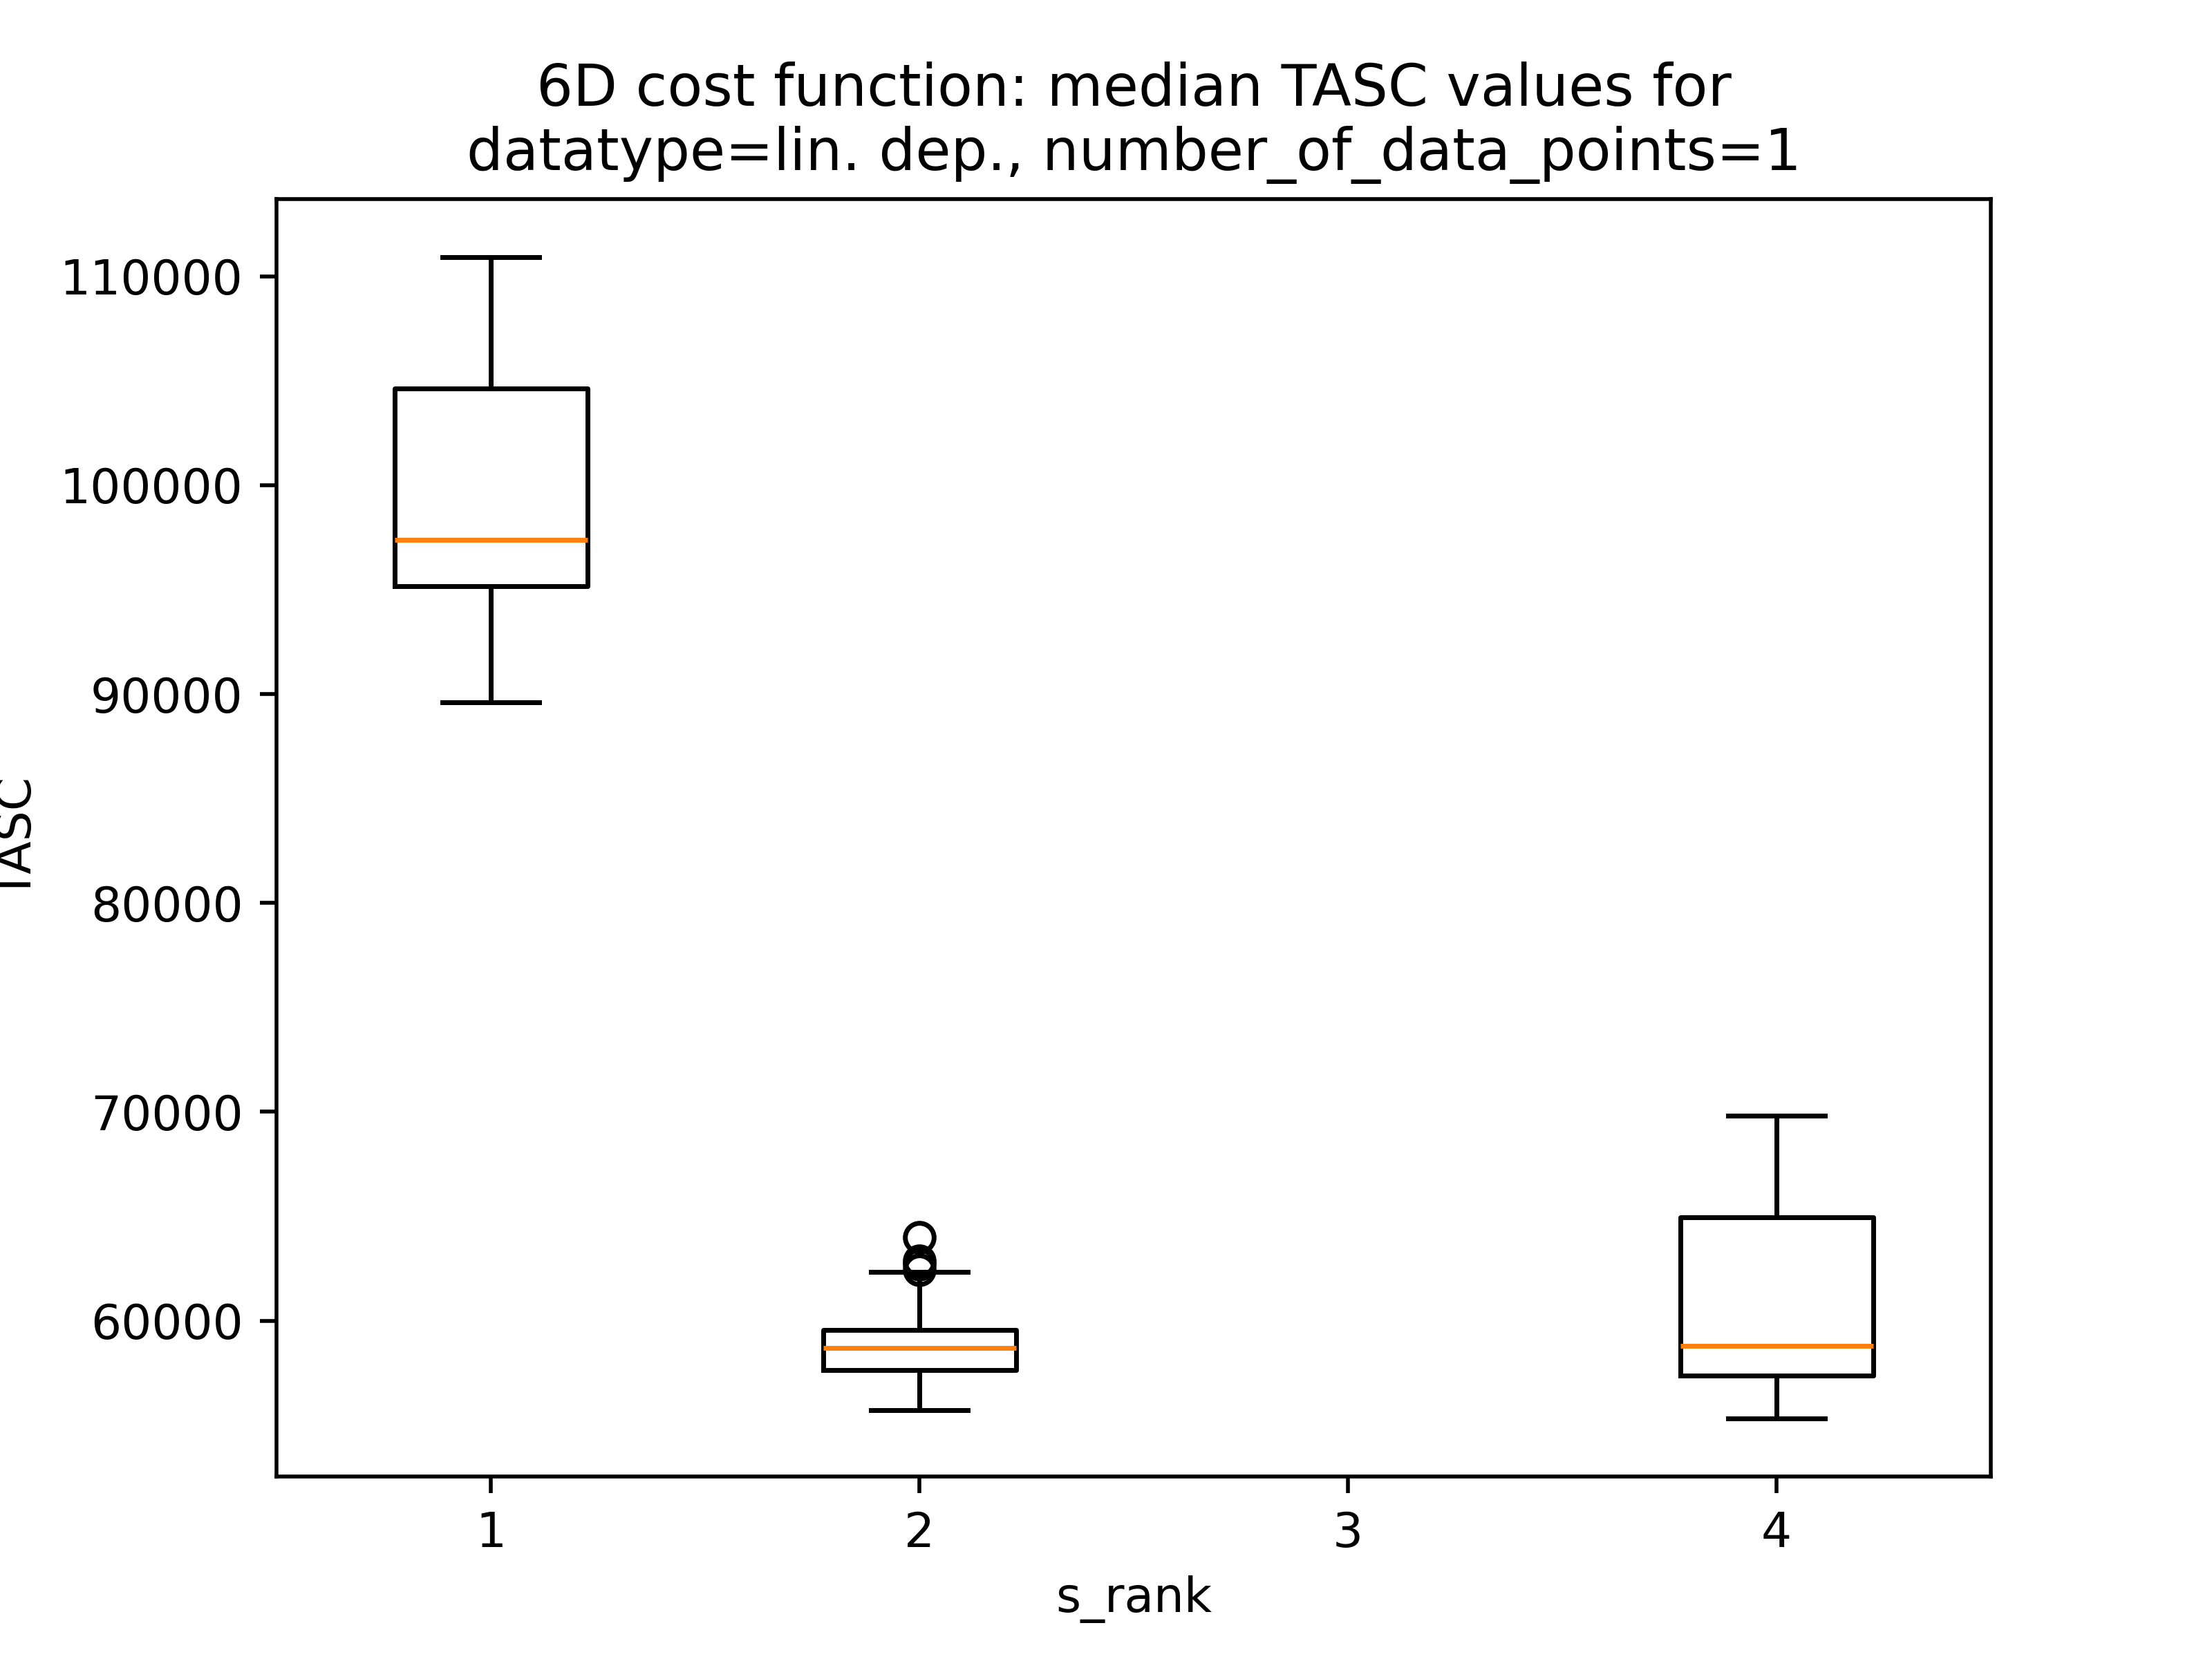 6D cost function: median TASC values for
datatype=lin. dep., number_of_data_points=1
110000
100000
90000
80000
70000
60000
TASC
1 2 3 4
s_rank